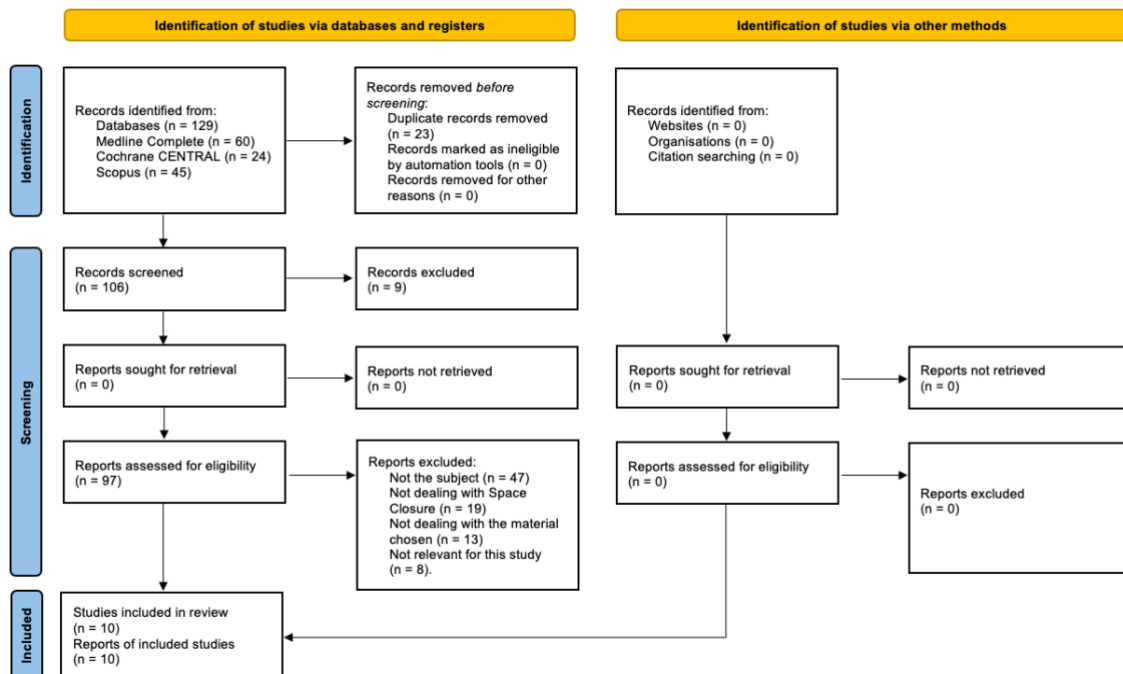 Identification of studies via databases and registers
Identification of studies via other methods
Identification
Records identified from:
Databases (n = 129)
Medline Complete (n = 60)
Cochrane CENTRAL (n = 24)
Scopus (n = 45)
Records removed before
screening:
Duplicate records removed
(n = 23)
Records marked as ineligible
by automation tools (n = 0)
Records removed for other
reasons (n = 0)
Records identified from:
Websites (n = 0)
Organisations (n = 0)
Citation searching (n = 0)
Screening
Records screened
(n = 106)
Records excluded
(n = 9)
Reports sought for retrieval
(n = 0)
Reports not retrieved
(n = 0)
Reports sought for retrieval
(n = 0)
Reports not retrieved
(n = 0)
Reports assessed for eligibility
(n = 97)
Reports excluded:
Not the subject (n = 47)
Not dealing with Space
Closure (n = 19)
Not dealing with the material
chosen (n = 13)
Not relevant for this study
(n = 8).
Reports assessed for eligibility
(n = 0)
Reports excluded
(n = 0)
Included
Studies included in review
(n = 10)
Reports of included studies
(n = 10)